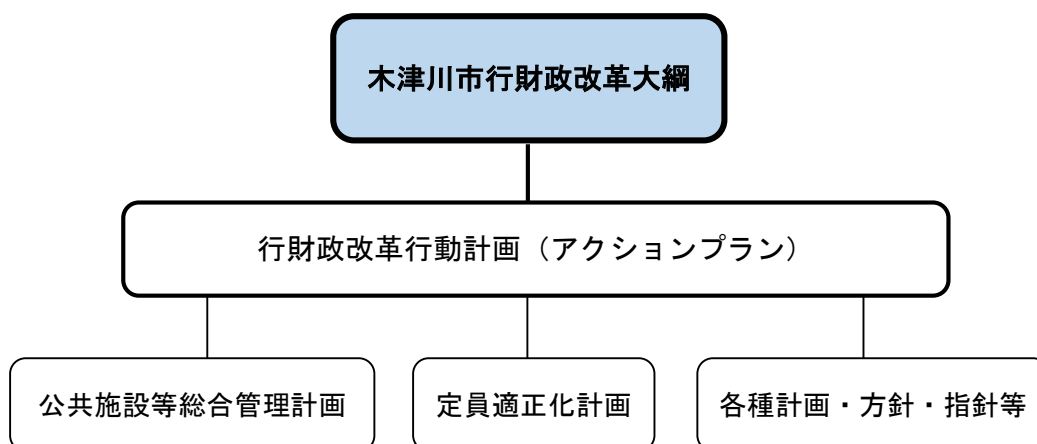 木津川市行財政改革大綱
行財政改革行動計画（アクションプラン）
公共施設等総合管理計画
定員適正化計画
各種計画・方針・指針等